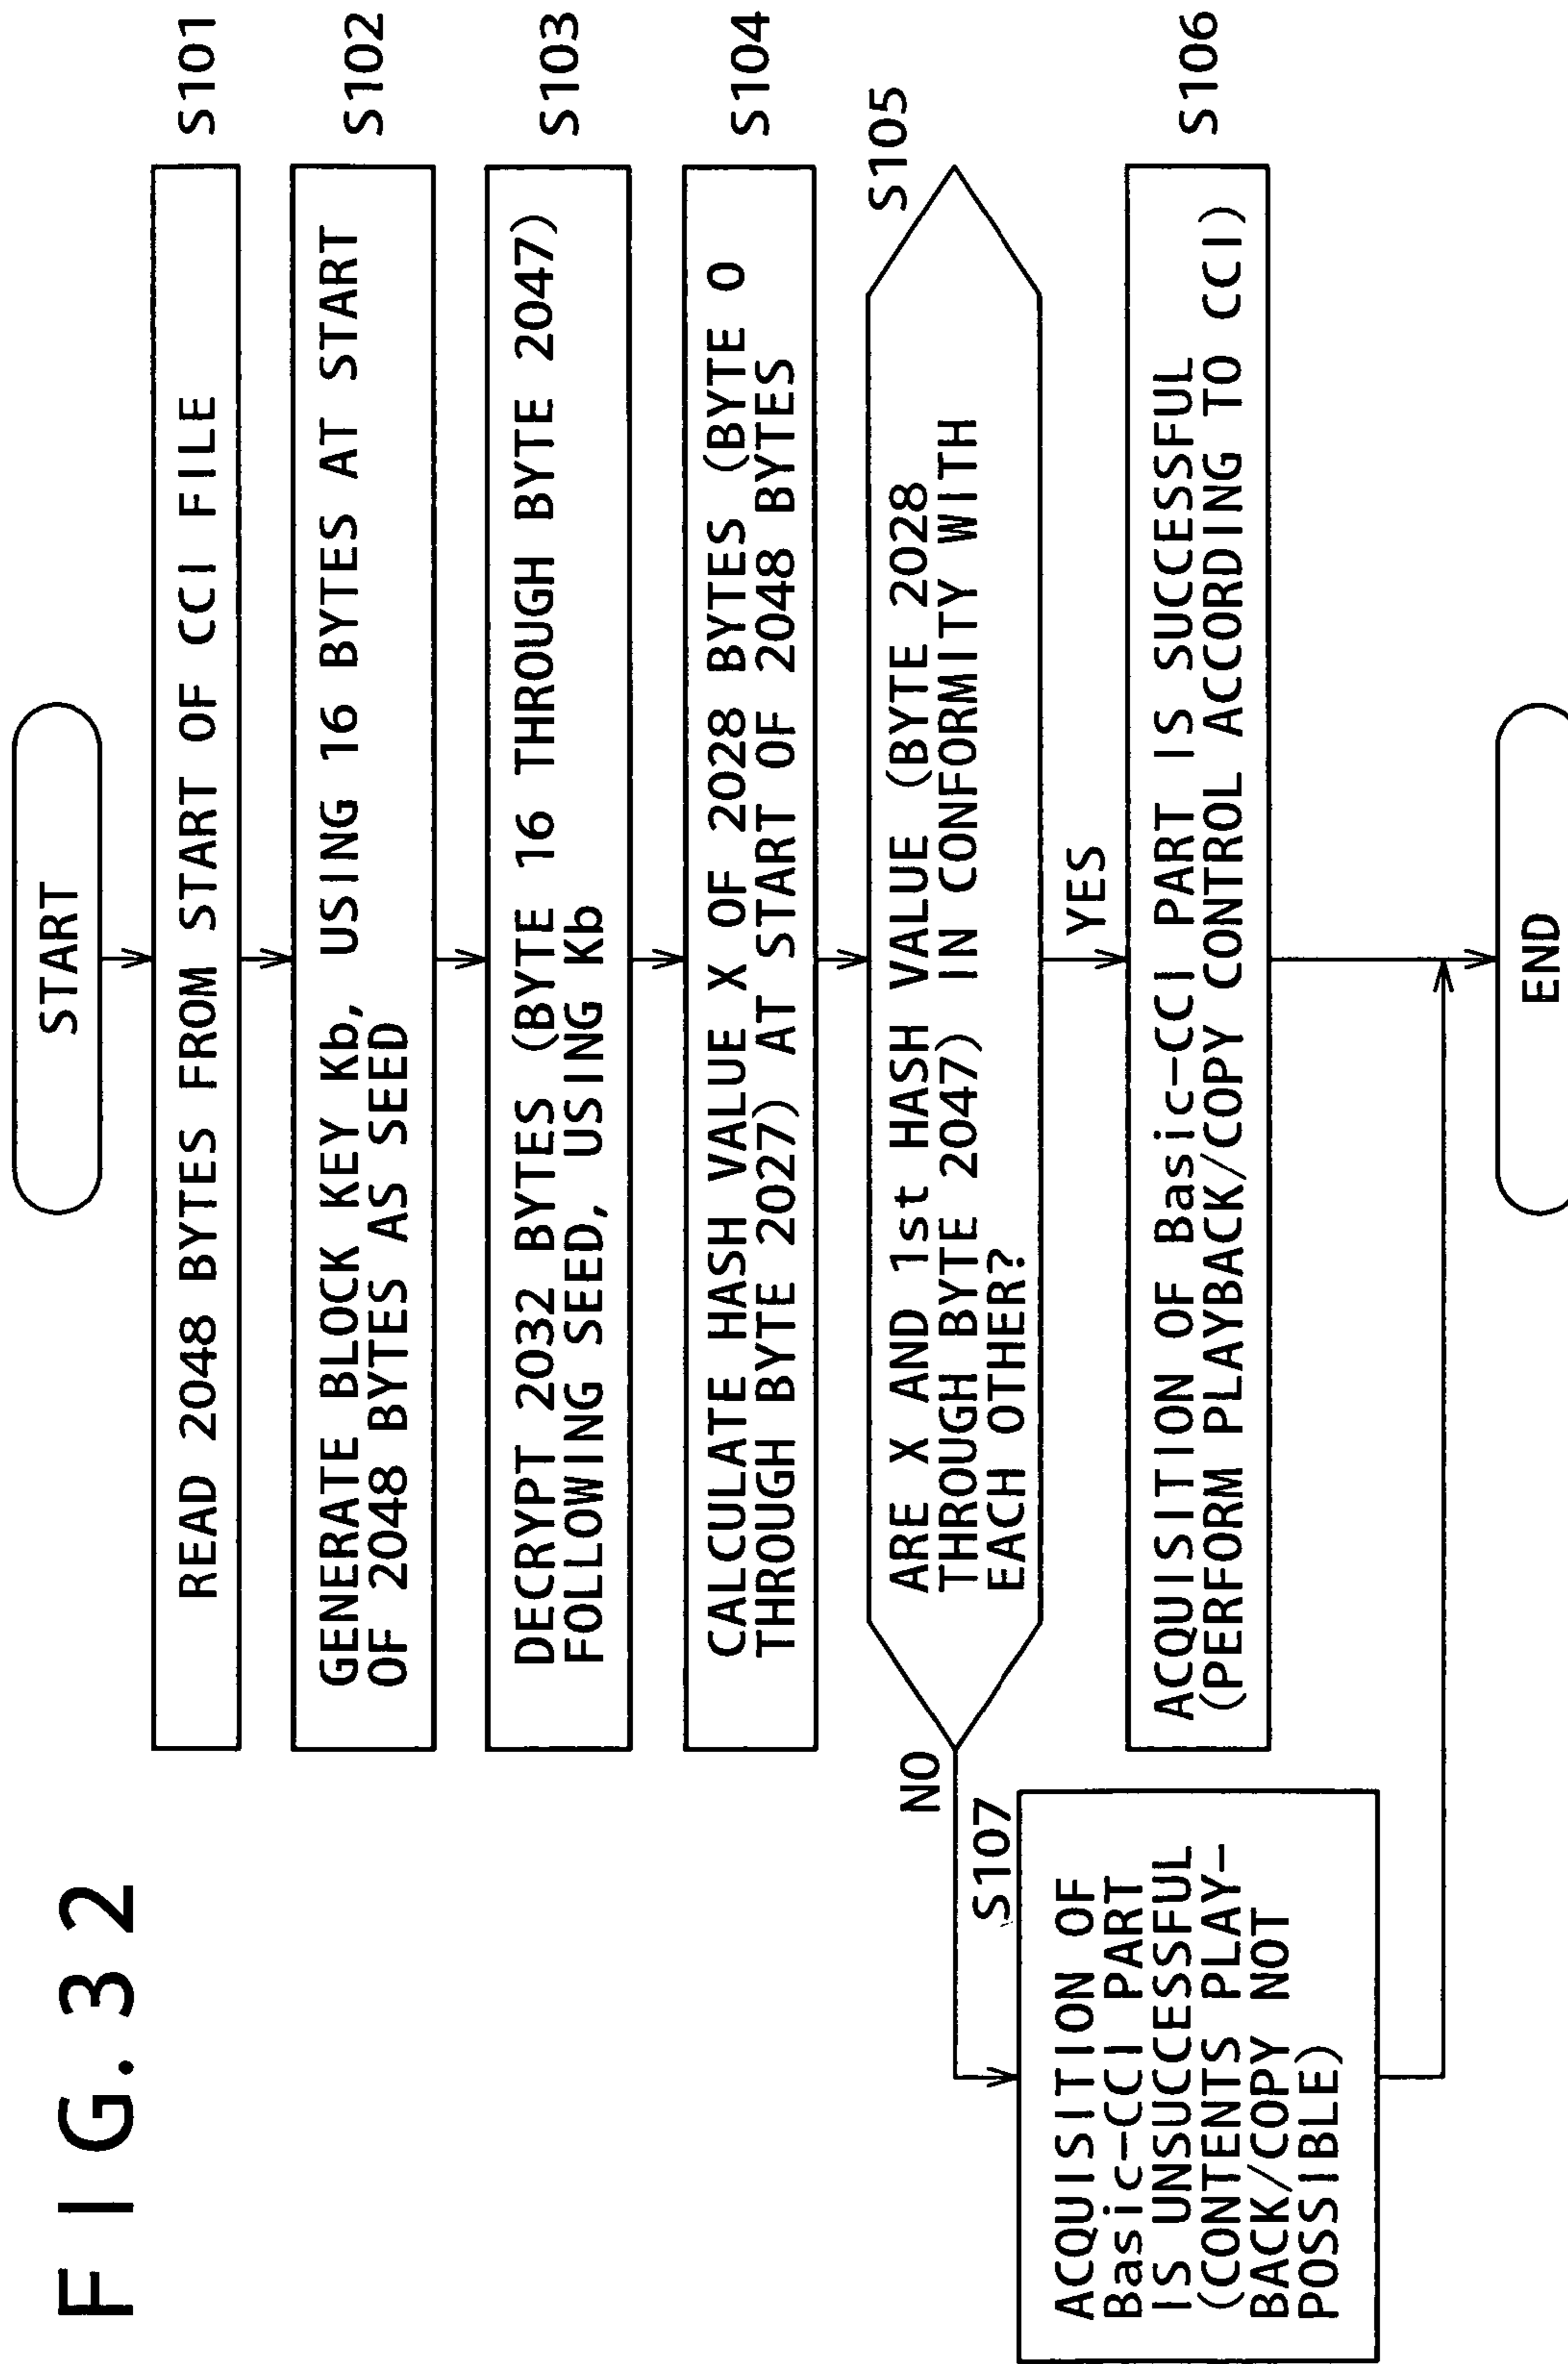 FIG. 32
START
READ 2048 BYTES FROM START OF CCI FILE
S101
GENERATE BLOCK KEY Kb, USING 16 BYTES AT START
OF 2048 BYTES AS SEED
S102
DECRYPT 2032 BYTES (BYTE 16 THROUGH BYTE 2047)
FOLLOWING SEED, USING Kb
S103
CALCULATE HASH VALUE X OF 2028 BYTES (BYTE 0
THROUGH BYTE 2027) AT START OF 2048 BYTES
S104
S105
ARE X AND 1st HASH VALUE (BYTE 2028
THROUGH BYTE 2047) IN CONFORMITY WITH
EACH OTHER?
NO
YES
S107
ACQUISITION OF
Basic-CCI PART
IS UNSUCCESSFUL
(CONTENTS PLAY-
BACK/COPY NOT
POSSIBLE)
ACQUISITION OF Basic-CCI PART IS SUCCESSFUL
(PERFORM PLAYBACK/COPY CONTROL ACCORDING TO CCI)
S106
END